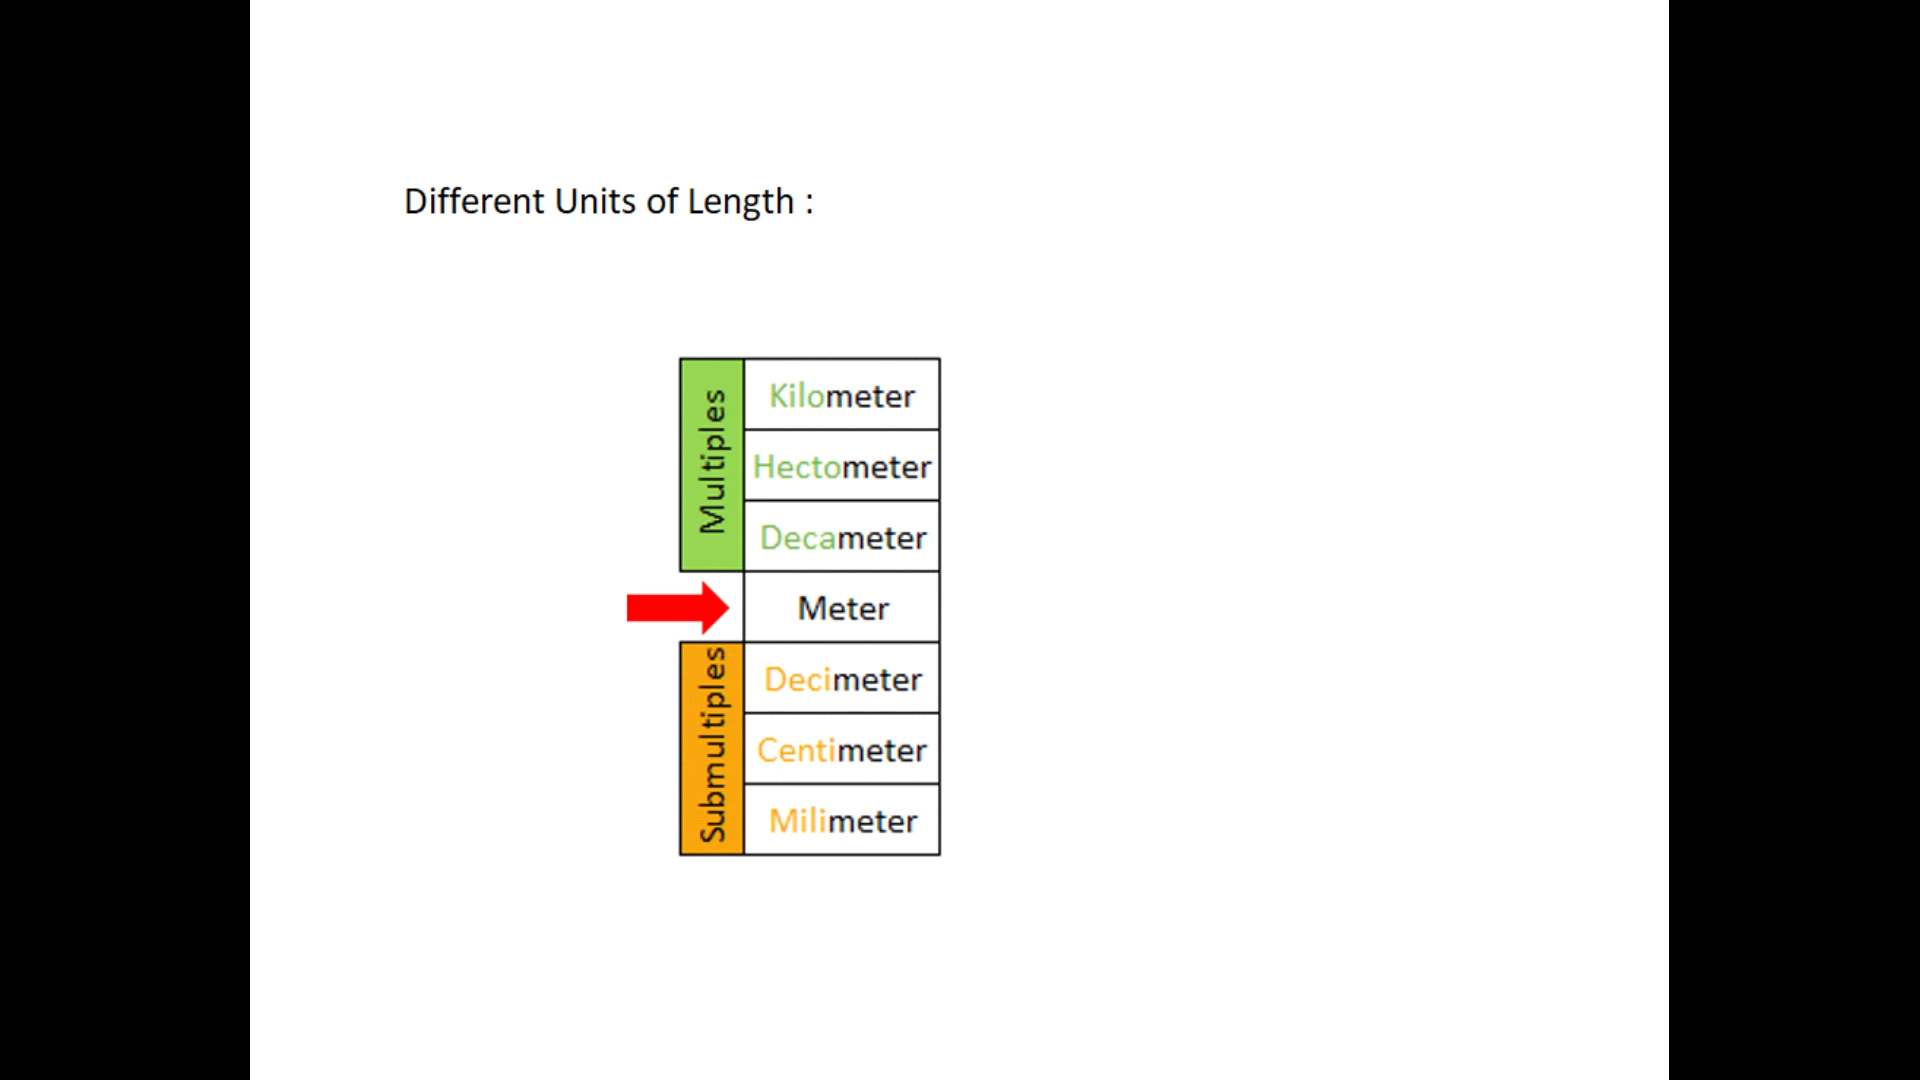 Different Units of Length :
Multiples
Kilometer
Hectometer
Decameter
Meter
Submultiples
Decimeter
Centimeter
Milimeter